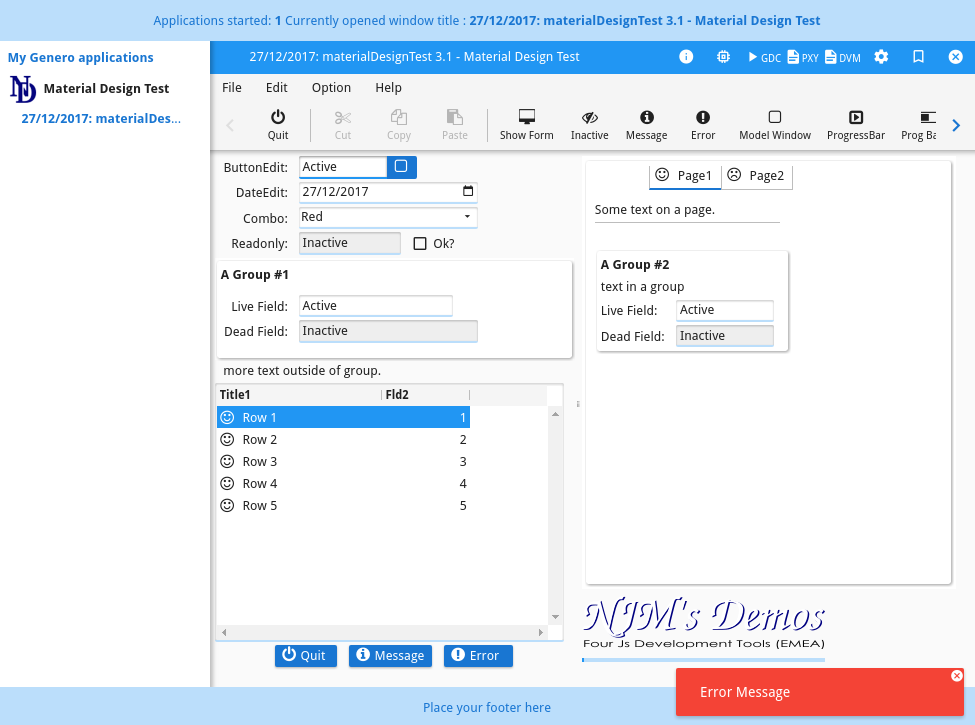 Applications started: 1 Currently opened window title : 27/12/2017: materialDesignTest 3.1 - Material Design Test
My Genero applications
Material Design Test
27/12/2017: materialDes...
27/12/2017: materialDesignTest 3.1 - Material Design Test
GDC PXY DVM
File Edit Option Help
Quit Cut Copy Paste Show Form Inactive Message Error Model Window ProgressBar Prog Ba
ButtonEdit: Active
DateEdit: 27/12/2017
Combo: Red
Readonly: Inactive Ok?
A Group #1
Live Field: Active
Dead Field: Inactive
more text outside of group.
Title1 Fld2
Row 1 1
Row 2 2
Row 3 3
Row 4 4
Row 5 5
Quit Message Error
Page1 Page2
Some text on a page.
A Group #2
text in a group
Live Field: Active
Dead Field: Inactive
NJM's Demos
Four Js Development Tools (EMEA)
Error Message
Place your footer here